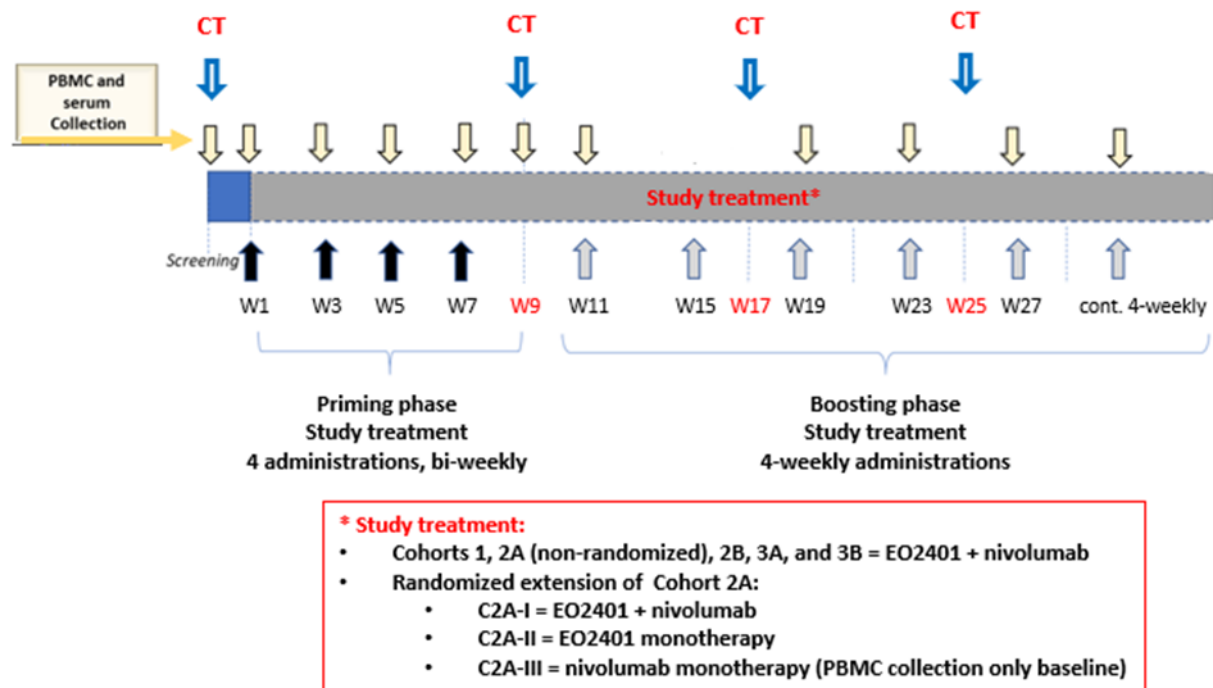 CT CT CT CT
PBMC and
serum
Collection
Study treatment*
Screening
W1 W3 W5 W7 W9 W11 W15 W17 W19 W23 W25 W27 cont. 4-weekly
Priming phase
Study treatment
4 administrations, bi-weekly
Boosting phase
Study treatment
4-weekly administrations
* Study treatment:
• Cohorts 1, 2A (non-randomized), 2B, 3A, and 3B = EO2401 + nivolumab
• Randomized extension of Cohort 2A:
• C2A-I = EO2401 + nivolumab
• C2A-II = EO2401 monotherapy
• C2A-III = nivolumab monotherapy (PBMC collection only baseline)